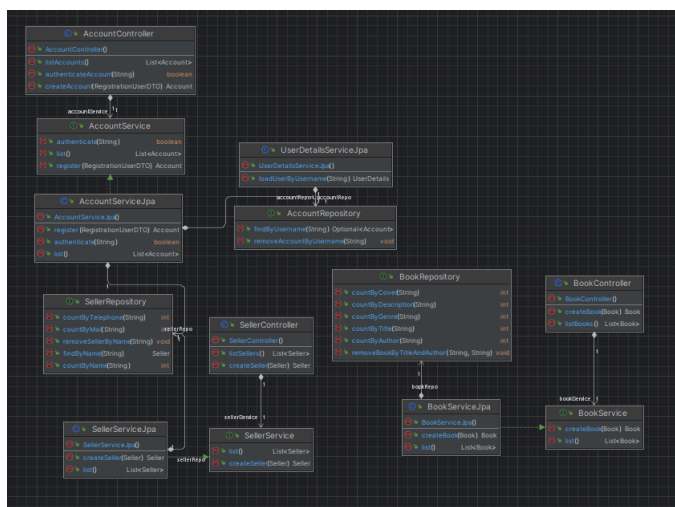 AccountController
AccountController()
listAccounts() List<Account>
authenticateAccount(String) boolean
createAccount(RegistrationUserDTO) Account
1
accountService 1
AccountService
authenticate(String) boolean
list() List<Account>
register(RegistrationUserDTO) Account
AccountServiceJpa
AccountServiceJpa()
register(RegistrationUserDTO) Account
authenticate(String) boolean
list() List<Account>
UserDetailsServiceJpa
UserDetailsServiceJpa()
loadUserByUsername(String) UserDetails
accountRepo accountRepo
AccountRepository
findByUsername(String) Optional<Account>
removeAccountByUsername(String) void
SellerRepository
countByTelephone(String) int
countByMail(String) int
removeSellerByName(String) void
findByName(String) Seller
countByName(String) int
sellerRepo
SellerController
SellerController()
listSellers() List<Seller>
createSeller(Seller) Seller
1
sellerService 1
SellerService
list() List<Seller>
createSeller(Seller) Seller
SellerServiceJpa
SellerServiceJpa()
createSeller(Seller) Seller
list() List<Seller>
sellerRepo
BookRepository
countByCover(String) int
countByDescription(String) int
countByGenre(String) int
countByTitle(String) int
countByAuthor(String) int
removeBookByTitleAndAuthor(String, String) void
1
bookRepo
1
BookServiceJpa
BookServiceJpa()
createBook(Book) Book
list() List<Book>
BookController
BookController()
createBook(Book) Book
listBooks() List<Book>
1
bookService 1
BookService
createBook(Book) Book
list() List<Book>